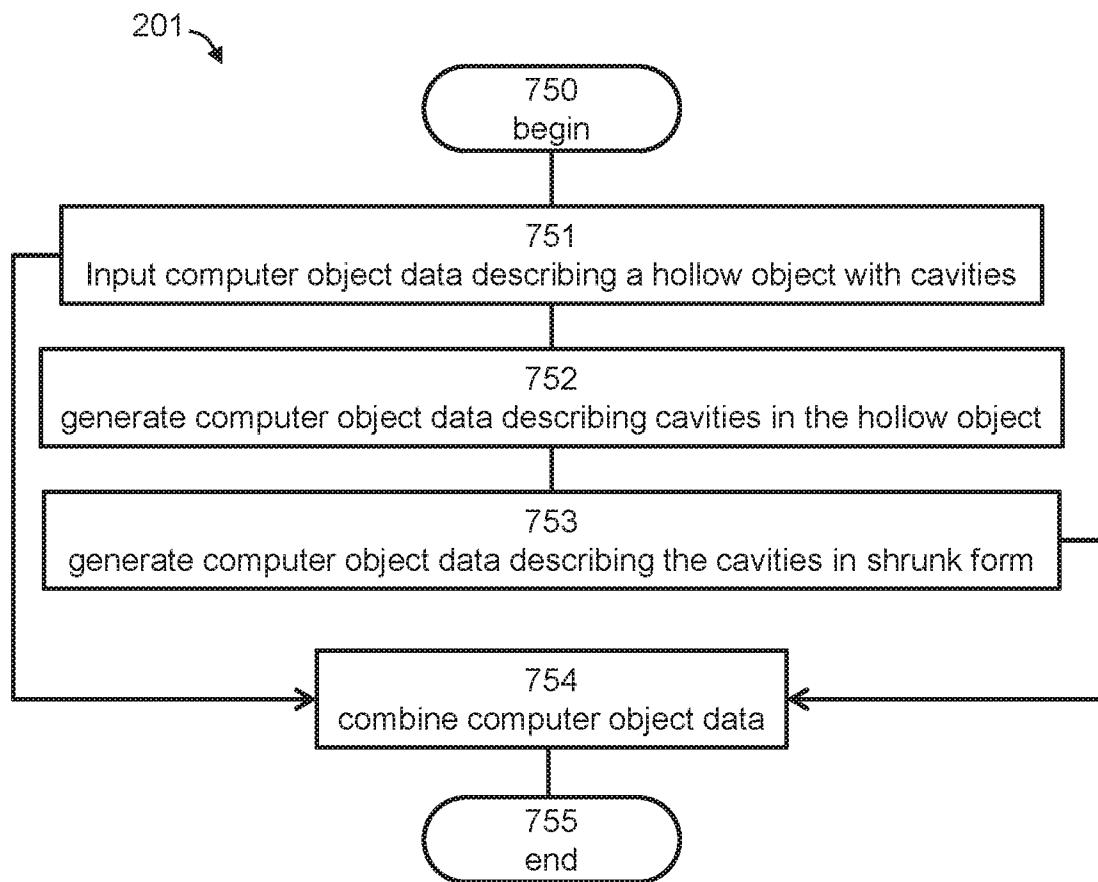 201
750
begin
751
Input computer object data describing a hollow object with cavities
752
generate computer object data describing cavities in the hollow object
753
generate computer object data describing the cavities in shrunk form
754
combine computer object data
755
end